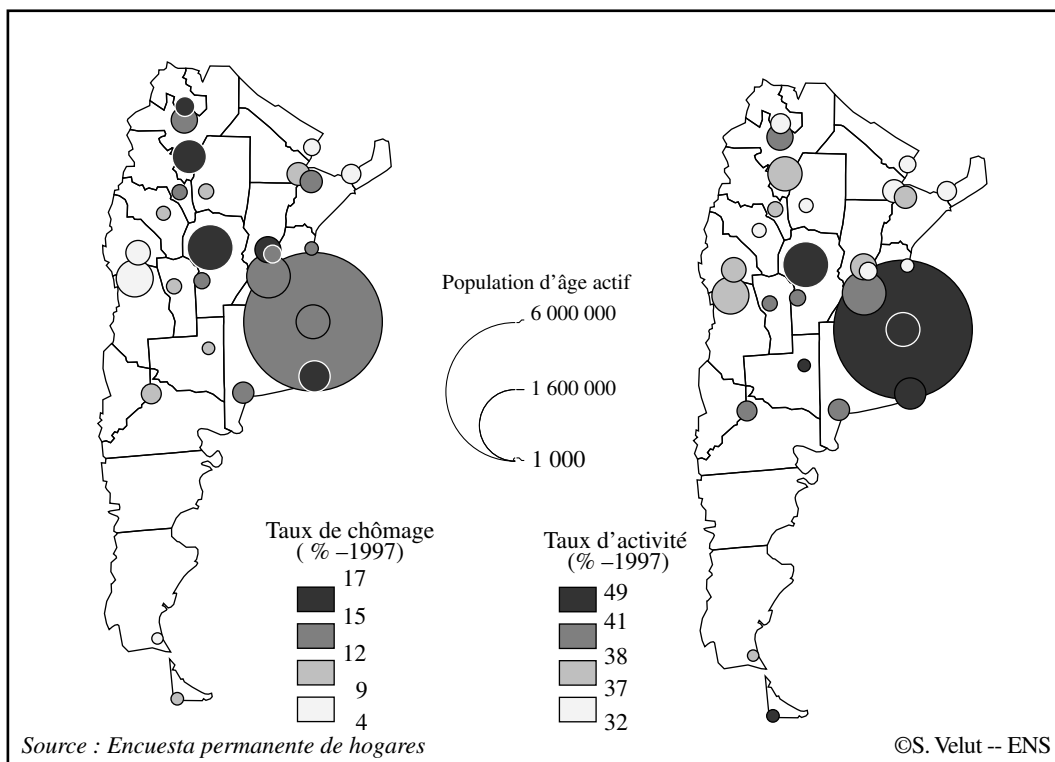 Population d’âge actif
6 000 000
1 600 000
1 000
Taux de chômage
( % –1997)
17
15
12
9
4
Taux d’activité
(% –1997)
49
41
38
37
32
Source : Encuesta permanente de hogares
©S. Velut -- ENS